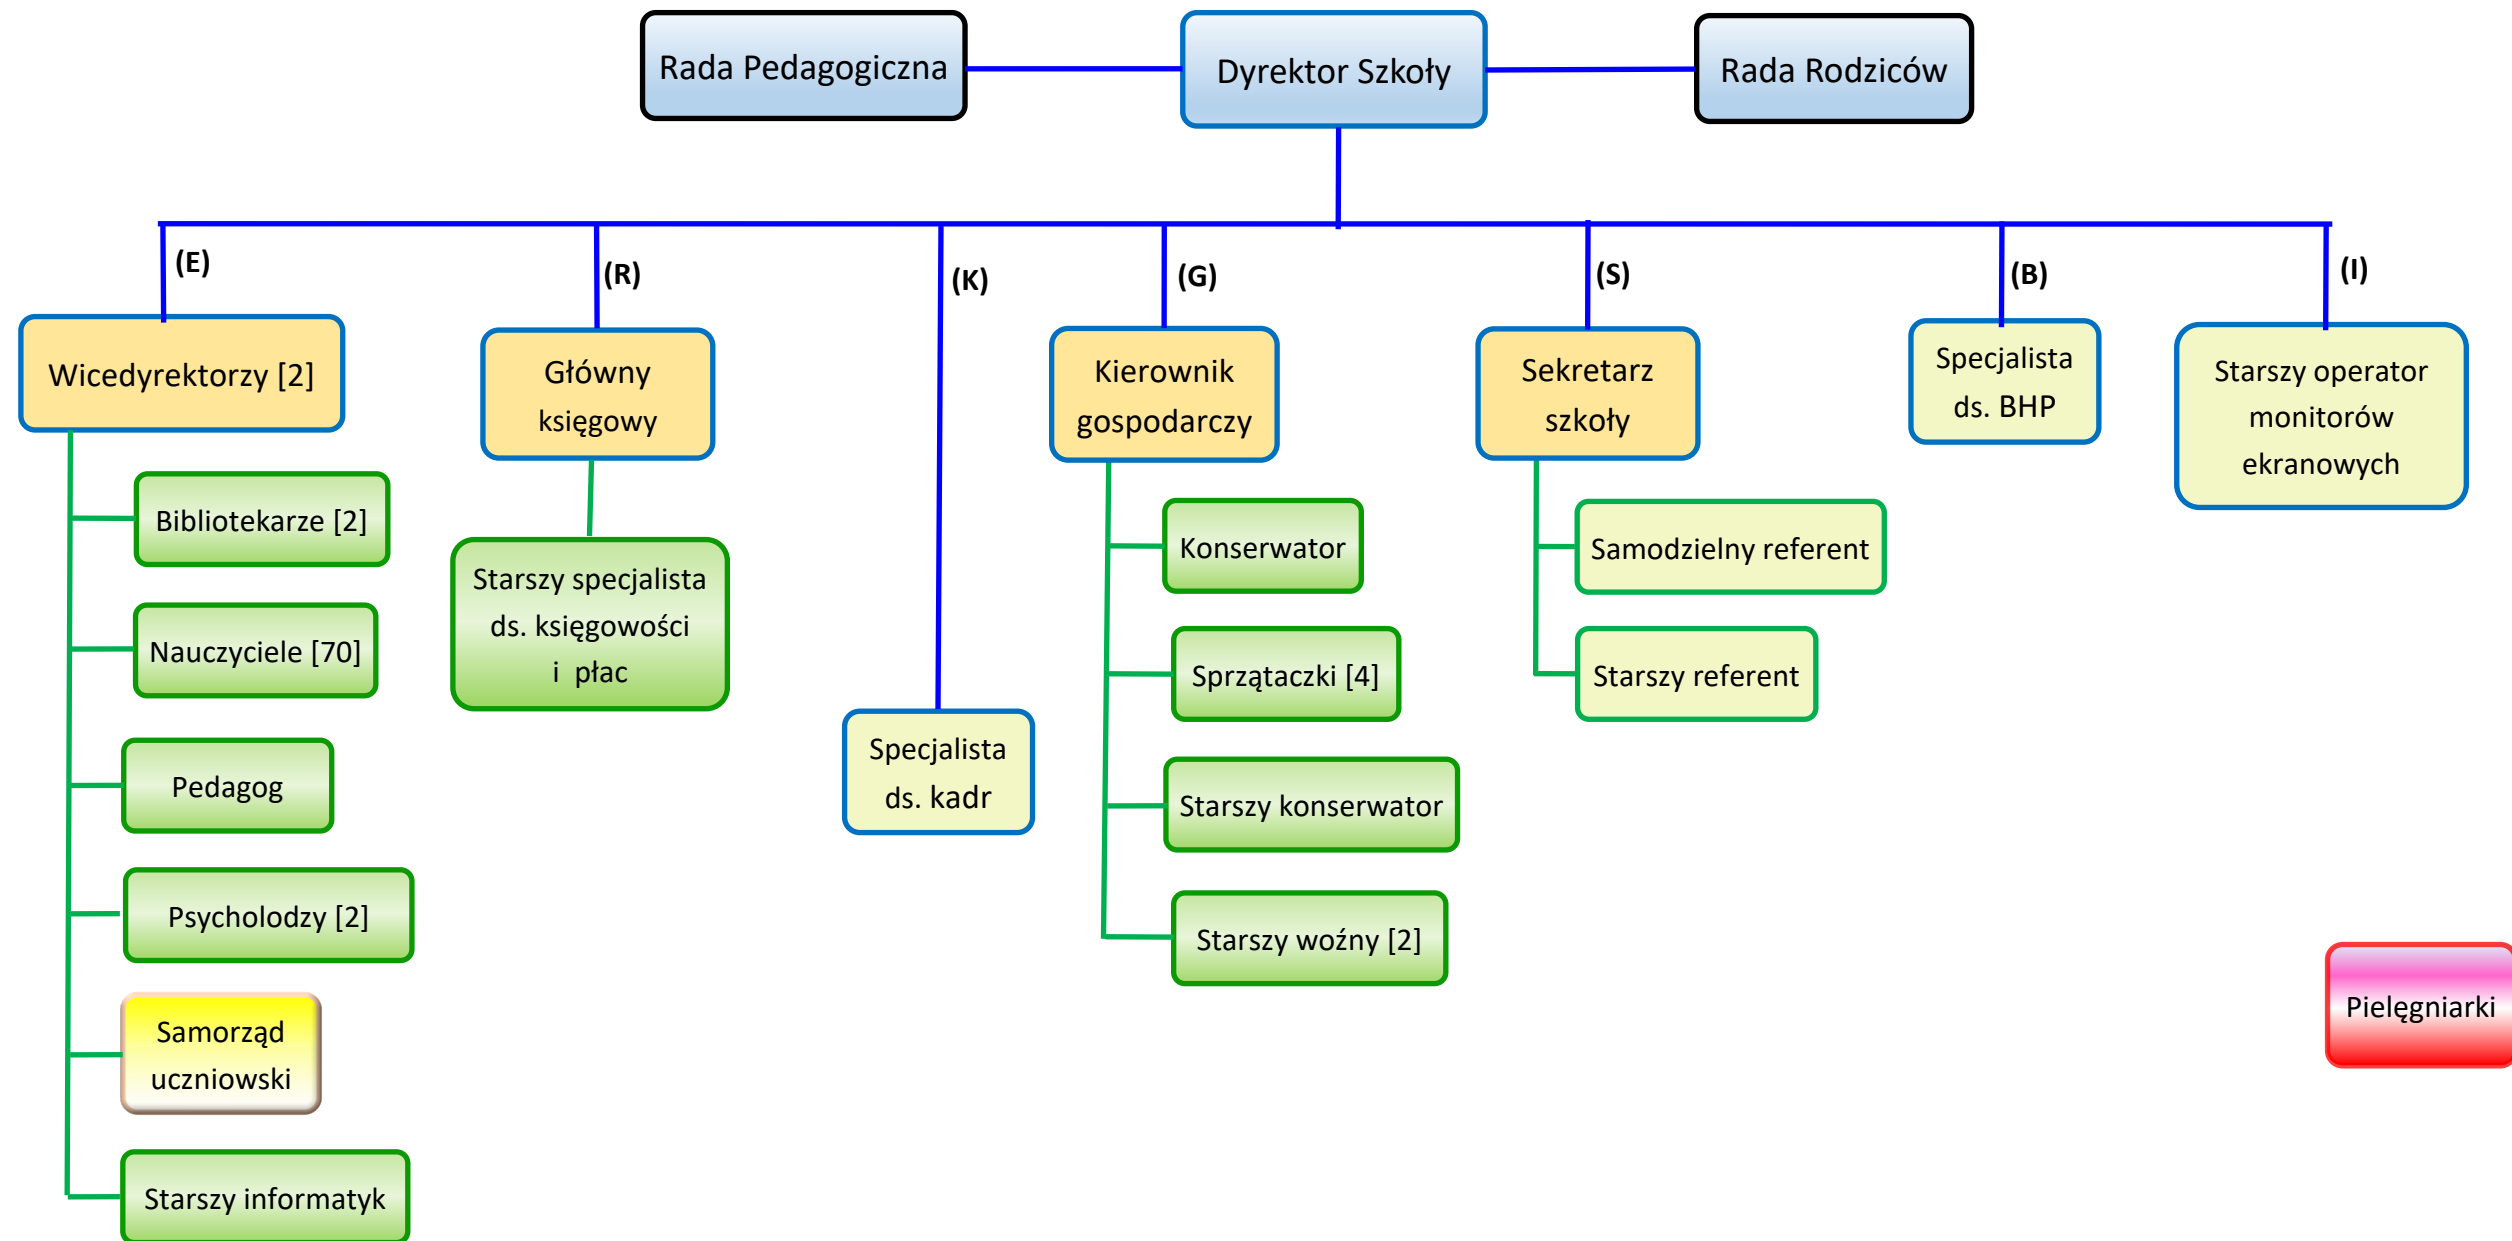 Rada Pedagogiczna
Dyrektor Szkoły
Rada Rodziców
(E)
(R)
(K)
(G)
(S)
(B)
(I)
Wicedyrektorzy [2]
Bibliotekarze [2]
Nauczyciele [70]
Pedagog
Psycholodzy [2]
Samorząd
uczniowski
Starszy informatyk
Główny
księgowy
Starszy specjalista
ds. księgowości
i płac
Specjalista
ds. kadr
Kierownik
gospodarczy
Konserwator
Sprzątaczki [4]
Starszy konserwator
Starszy woźny [2]
Sekretarz
szkoły
Samodzielny referent
Starszy referent
Specjalista
ds. BHP
Starszy operator
monitorów
ekranowych
Pielęgniarki